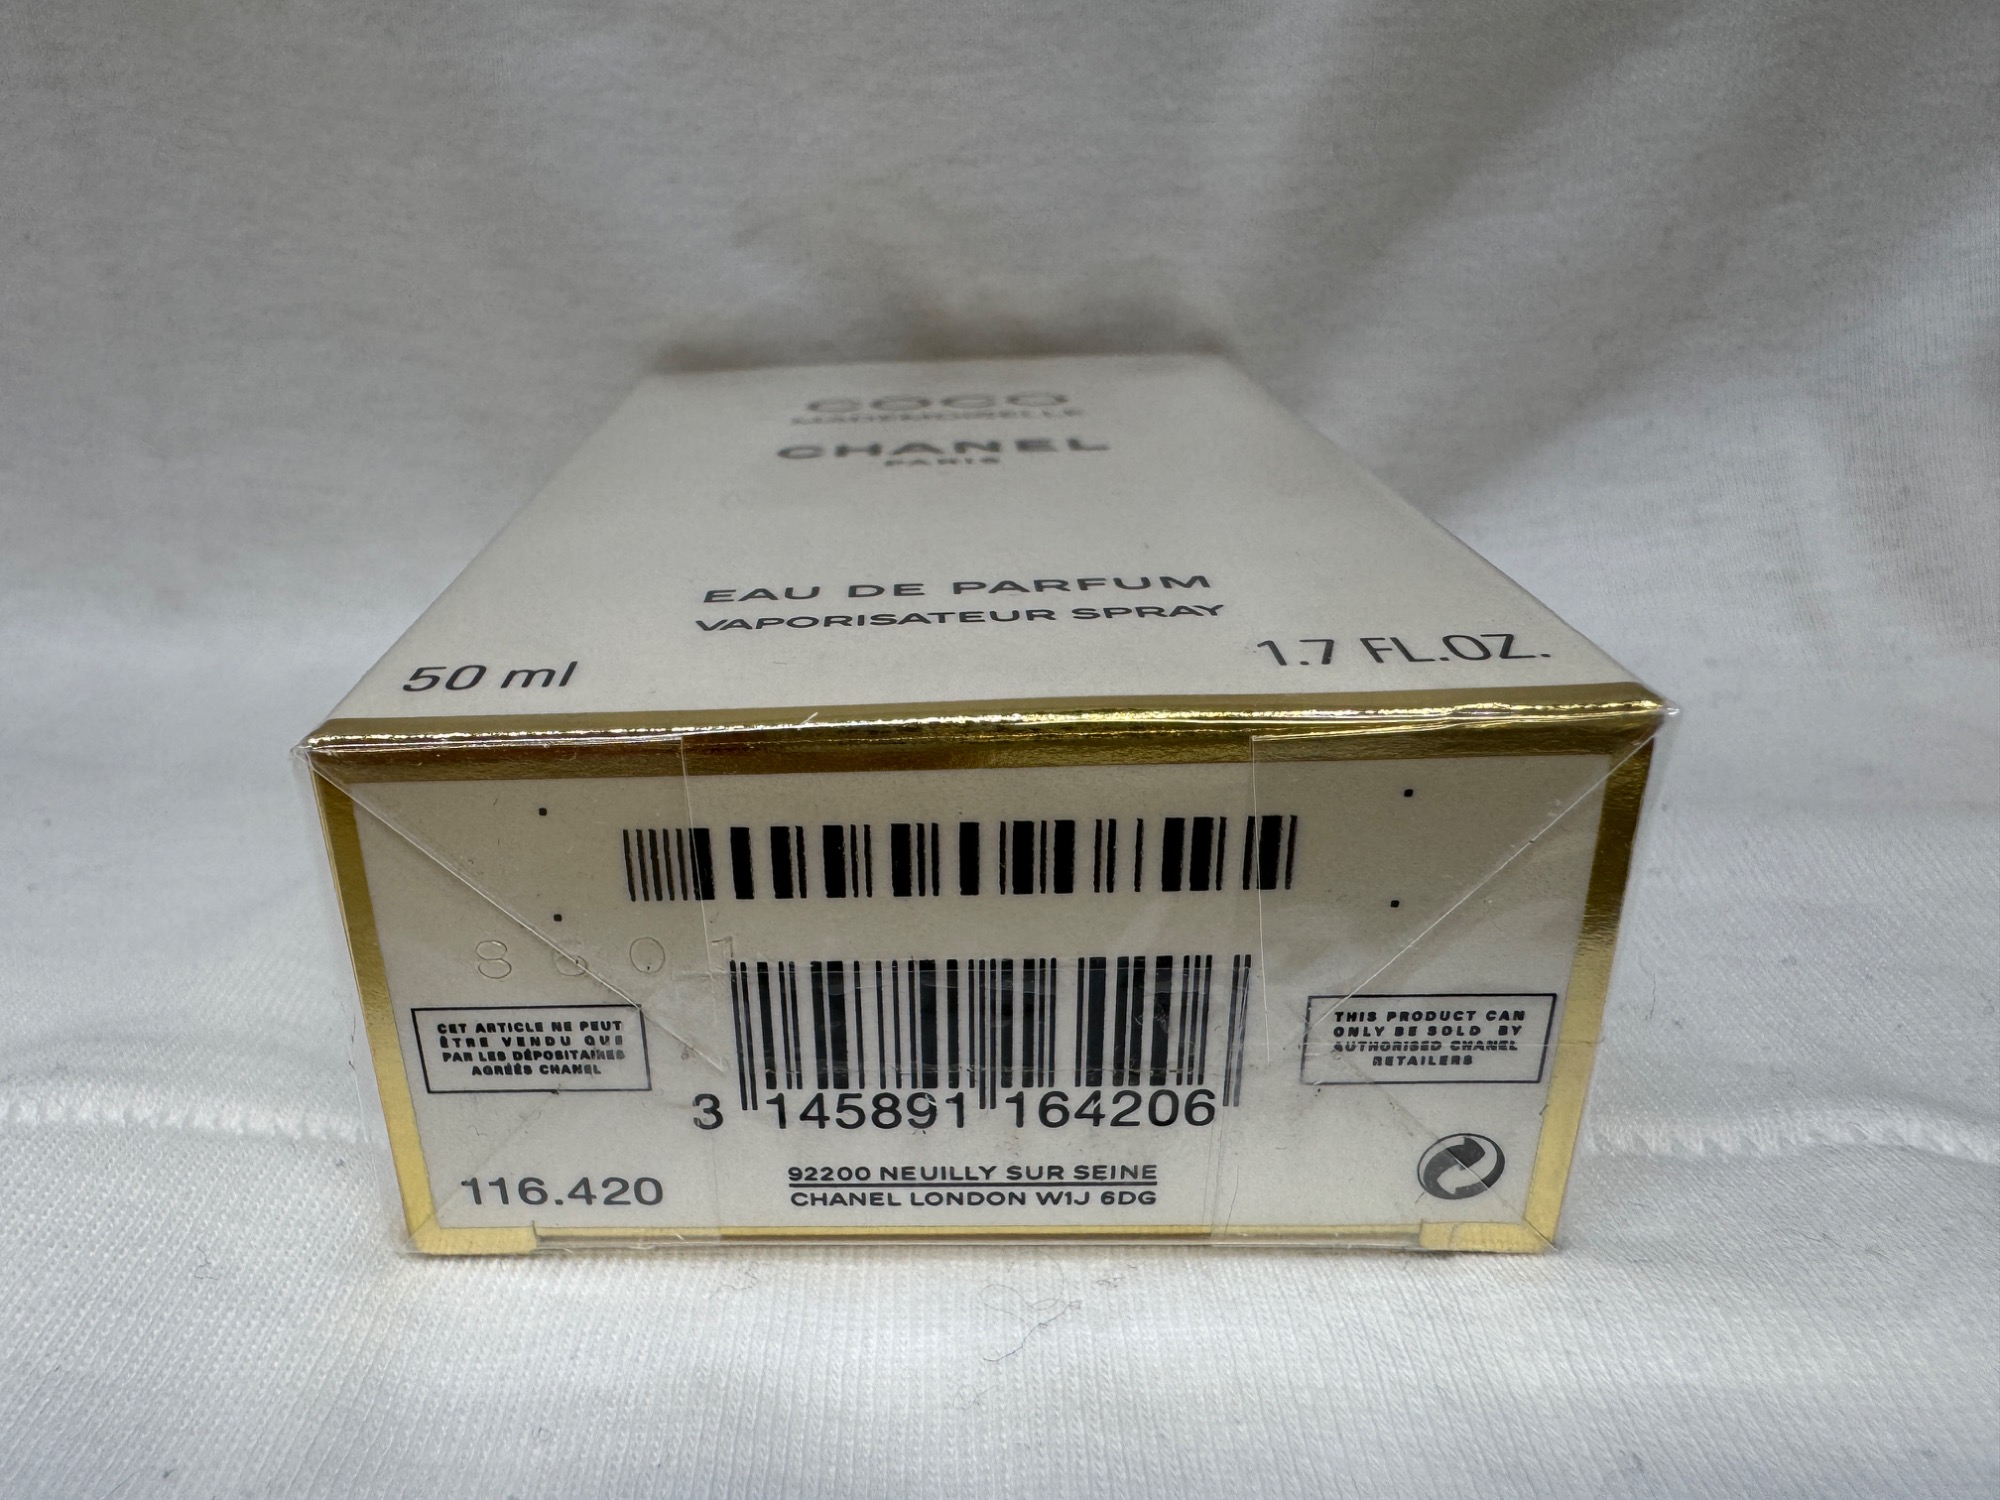 COCO
MADEMOISELLE
CHANEL
PARIS
EAU DE PARFUM
VAPORISATEUR SPRAY
50 ml
1.7 FL.OZ.
8601
CET ARTICLE NE PEUT
ÊTRE VENDU QUE
PAR LES DÉPOSITAIRES
AGRÉÉS CHANEL
THIS PRODUCT CAN
ONLY BE SOLD BY
AUTHORISED CHANEL
RETAILERS
3 145891 164206
116.420
92200 NEUILLY SUR SEINE
CHANEL LONDON W1J 6DG